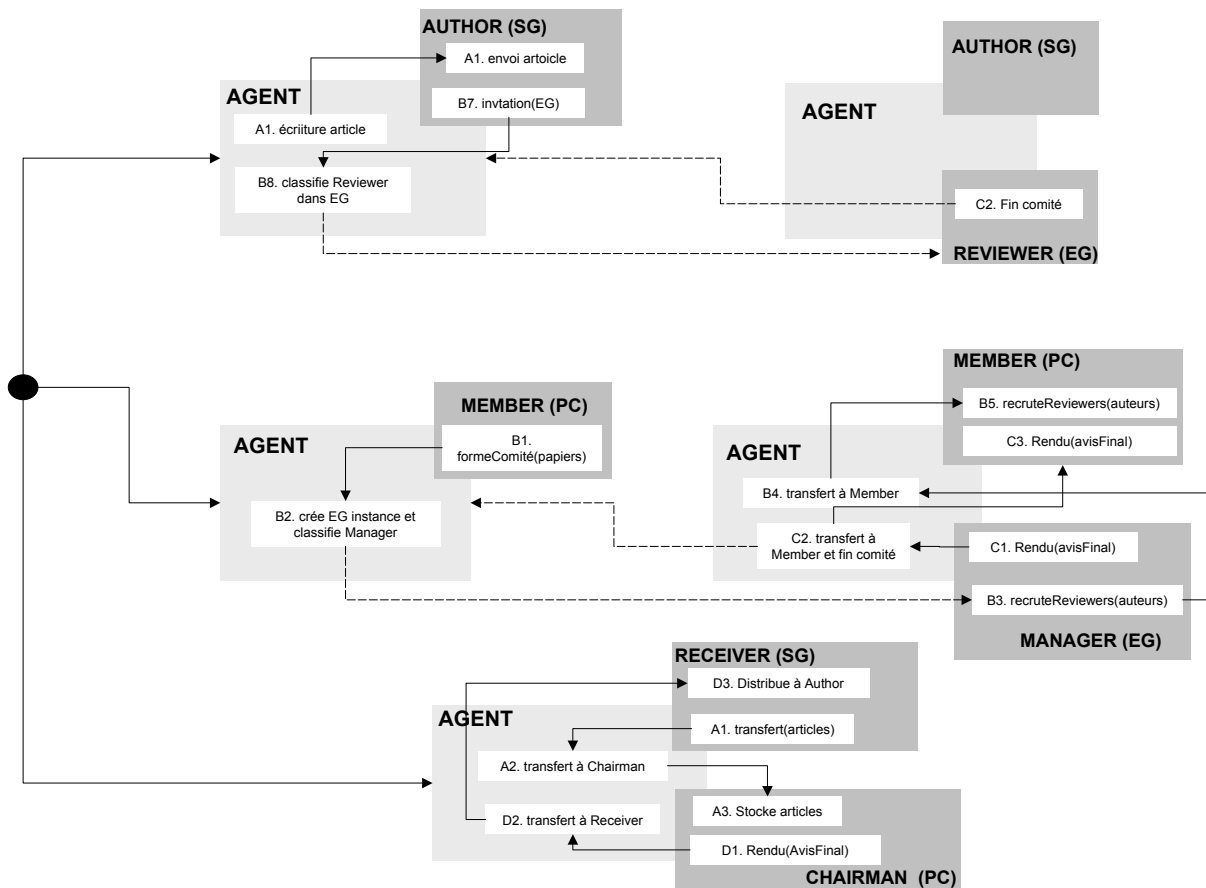 AUTHOR (SG)
A1. envoi artoicle
AGENT
B7. invtation(EG)
A1. écriiture article
B8. classifie Reviewer
dans EG
AUTHOR (SG)
AGENT
C2. Fin comité
REVIEWER (EG)
MEMBER (PC)
B1.
formeComité(papiers)
AGENT
B2. crée EG instance et
classifie Manager
MEMBER (PC)
B5. recruteReviewers(auteurs)
C3. Rendu(avisFinal)
AGENT
B4. transfert à Member
C2. transfert à
Member et fin comité
C1. Rendu(avisFinal)
B3. recruteReviewers(auteurs)
MANAGER (EG)
RECEIVER (SG)
D3. Distribue à Author
AGENT
A1. transfert(articles)
A2. transfert à Chairman
A3. Stocke articles
D2. transfert à Receiver
D1. Rendu(AvisFinal)
CHAIRMAN (PC)